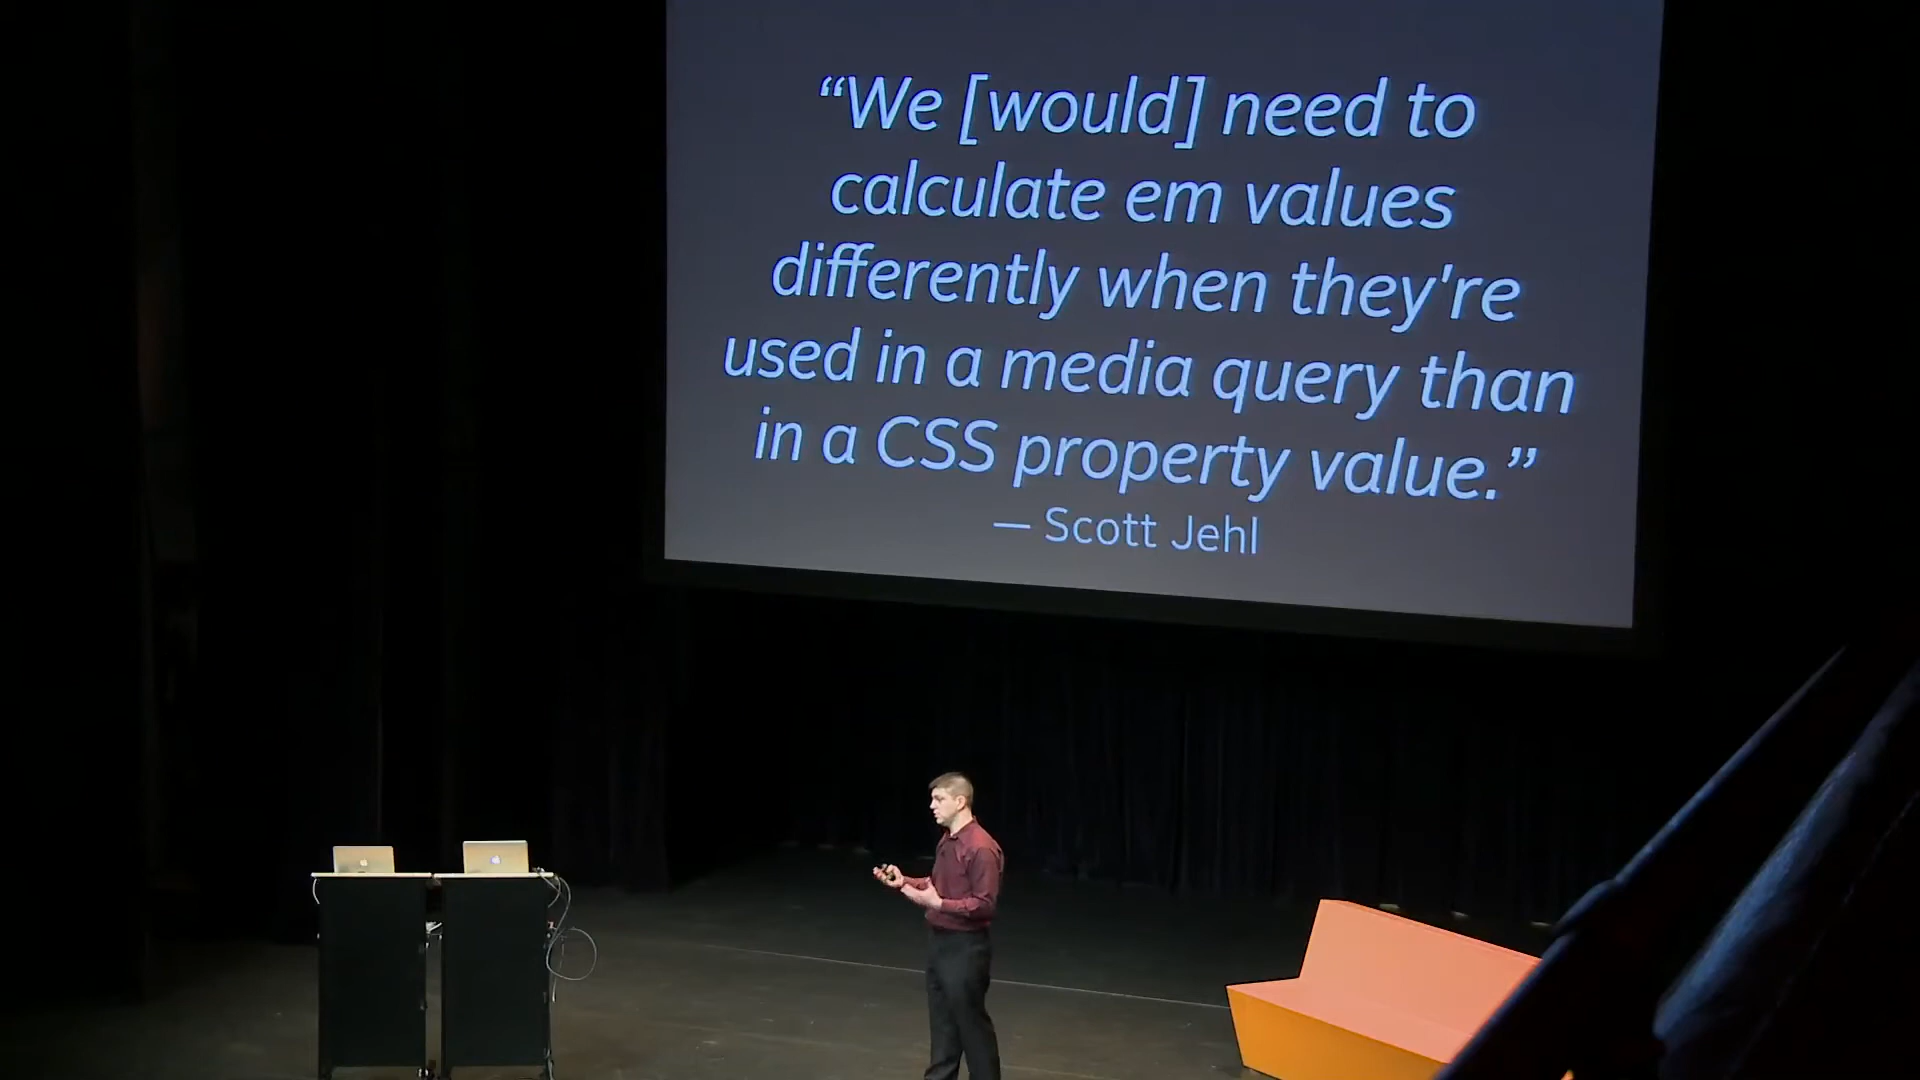 “We [would] need to
calculate em values
differently when they're
used in a media query than
in a CSS property value.”
— Scott Jehl